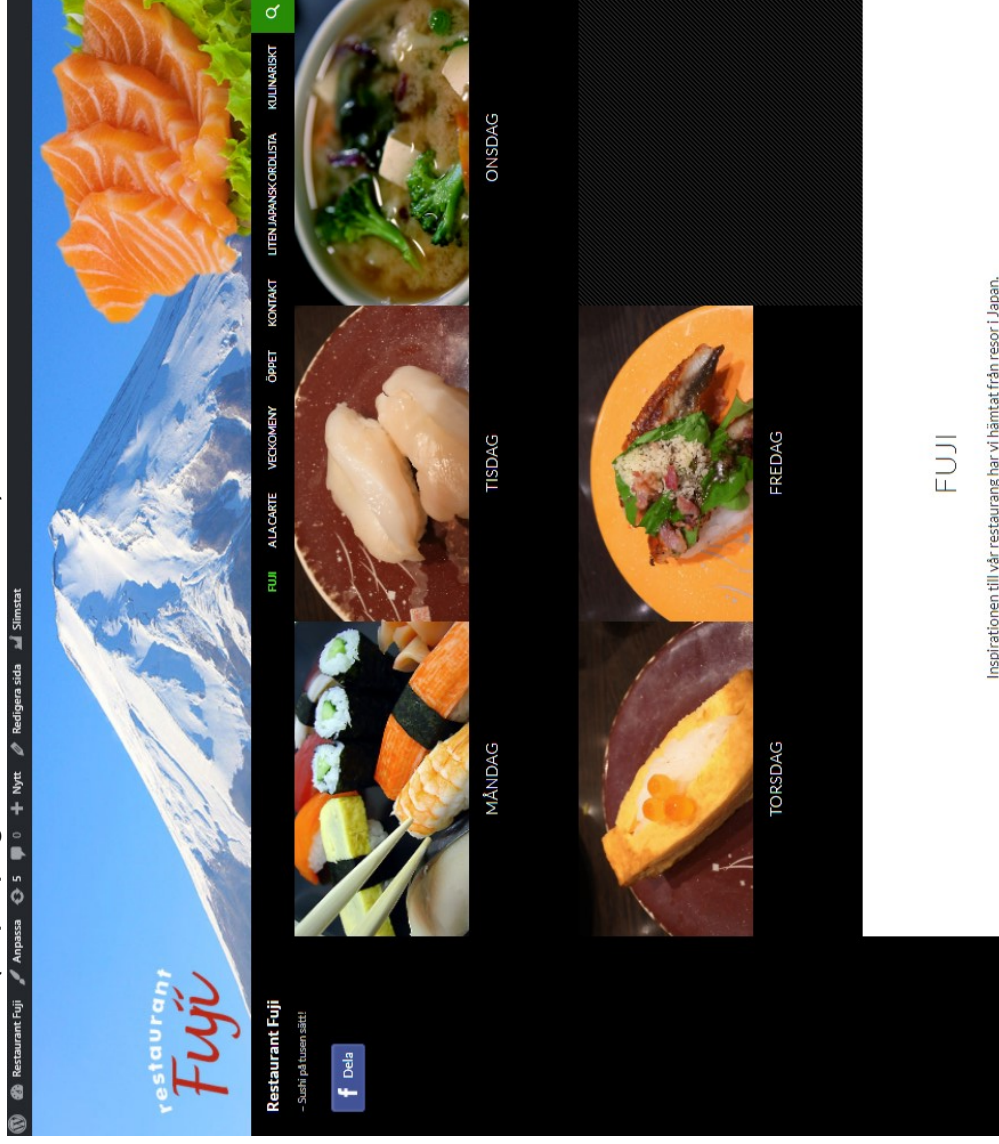 Restaurant Fuji Anpassa 5 0 Nytt Redigera sida Slimstat
restaurant
Fuji
Restaurant Fuji
– Sushi på tusen sätt!
f Dela
FUJI A LA CARTE VECKOMENY ÖPPET KONTAKT LITEN JAPANSK ORDLISTA KULINARISKT
MÅNDAG TISDAG ONSDAG
TORSDAG FREDAG
FUJI
Inspirationen till vår restaurang har vi hämtat från resor i Japan.